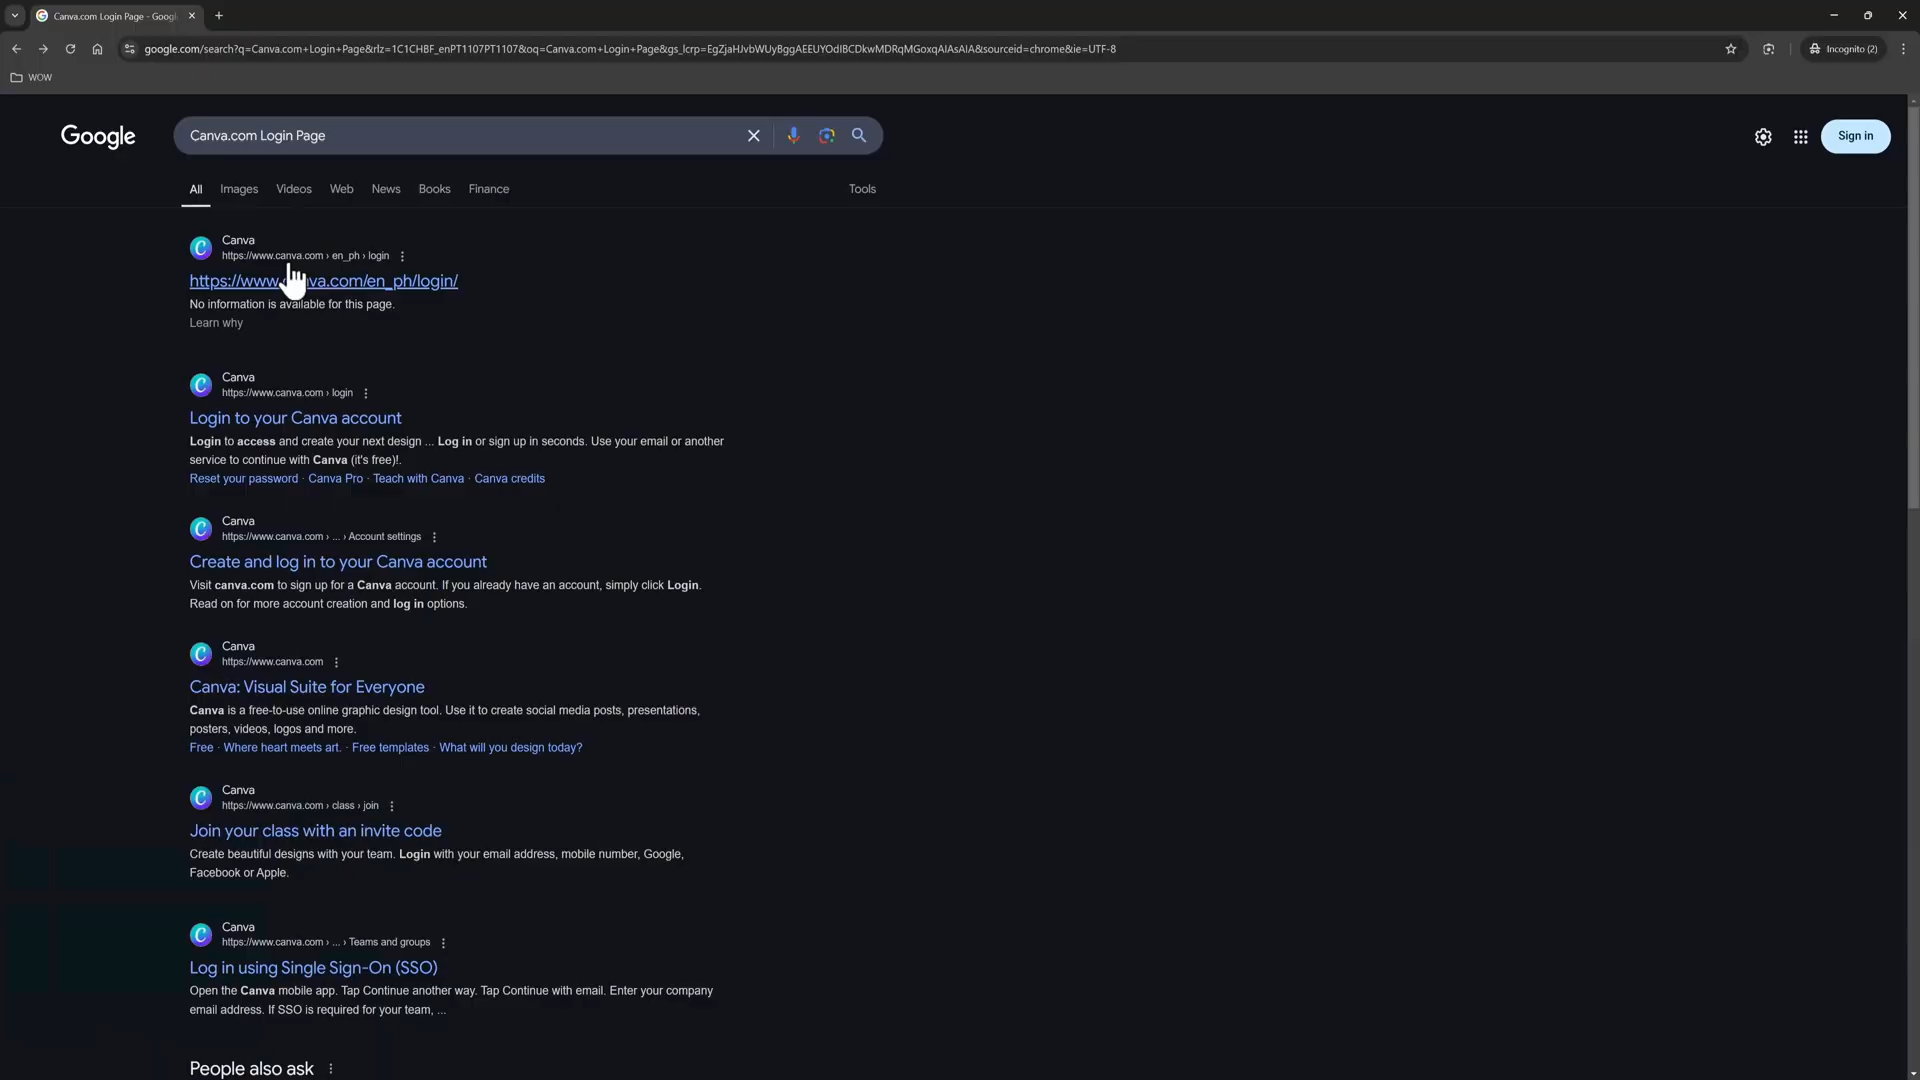 Canva.com Login Page - Googl
google.com/search?q=Canva.com+Login+Page&rlz=1C1CHBF_enPT1107PT1107&oq=Canva.com+Login+Page&gs_lcrp=EgZjaHJvbWUyBggAEEUYOdIBCDkwMDRqMGoxqAIAsAIA&sourceid=chrome&ie=UTF-8
Incognito (2)
WOW
Google
Canva.com Login Page
Sign in
All Images Videos Web News Books Finance Tools
Canva
https://www.canva.com › en_ph › login
No information is available for this page.
Learn why
Canva
https://www.canva.com › login
Login to your Canva account
Login to access and create your next design ... Log in or sign up in seconds. Use your email or another
service to continue with Canva (it's free)!.
Reset your password · Canva Pro · Teach with Canva · Canva credits
Canva
https://www.canva.com › ... › Account settings
Create and log in to your Canva account
Visit canva.com to sign up for a Canva account. If you already have an account, simply click Login.
Read on for more account creation and log in options.
Canva
https://www.canva.com
Canva: Visual Suite for Everyone
Canva is a free-to-use online graphic design tool. Use it to create social media posts, presentations,
posters, videos, logos and more.
Free · Where heart meets art. · Free templates · What will you design today?
Canva
https://www.canva.com › class › join
Join your class with an invite code
Create beautiful designs with your team. Login with your email address, mobile number, Google,
Facebook or Apple.
Canva
https://www.canva.com › ... › Teams and groups
Log in using Single Sign-On (SSO)
Open the Canva mobile app. Tap Continue another way. Tap Continue with email. Enter your company
email address. If SSO is required for your team, ...
People also ask